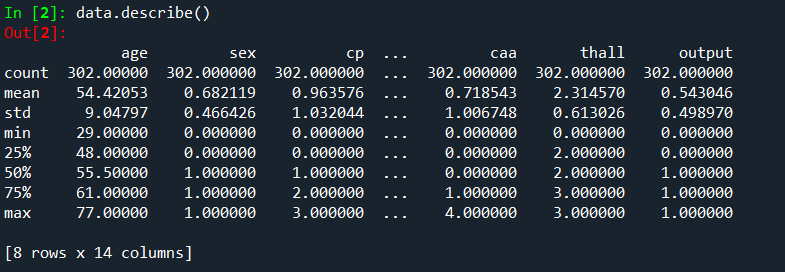 In [2]: data.describe()
Out[2]:
            age         sex          cp  ...         caa       thall      output
count  302.00000  302.000000  302.000000  ...  302.000000  302.000000  302.000000
mean    54.42053    0.682119    0.963576  ...    0.718543    2.314570    0.543046
std      9.04797    0.466426    1.032044  ...    1.006748    0.613026    0.498970
min     29.00000    0.000000    0.000000  ...    0.000000    0.000000    0.000000
25%     48.00000    0.000000    0.000000  ...    0.000000    2.000000    0.000000
50%     55.50000    1.000000    1.000000  ...    0.000000    2.000000    1.000000
75%     61.00000    1.000000    2.000000  ...    1.000000    3.000000    1.000000
max     77.00000    1.000000    3.000000  ...    4.000000    3.000000    1.000000
[8 rows x 14 columns]